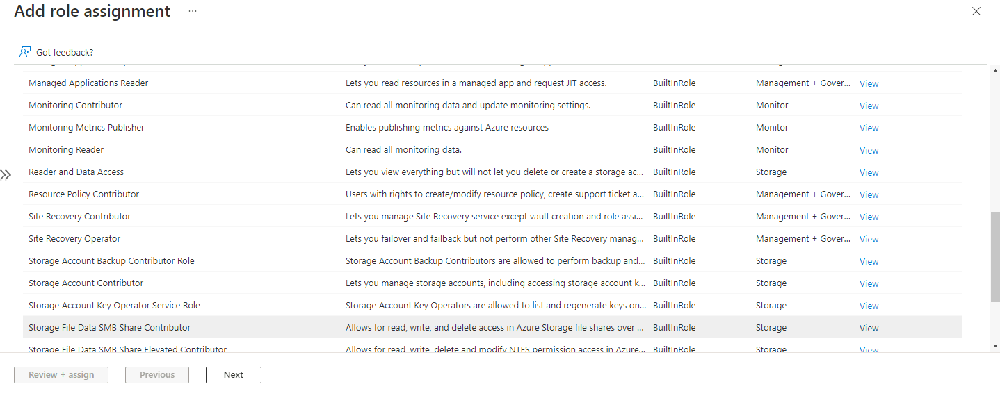 Add role assignment ...
Got feedback?
Managed Applications Reader Lets you read resources in a managed app and request JIT access. BuiltInRole Management + Gover... View
Monitoring Contributor Can read all monitoring data and update monitoring settings. BuiltInRole Monitor View
Monitoring Metrics Publisher Enables publishing metrics against Azure resources BuiltInRole Monitor View
Monitoring Reader Can read all monitoring data. BuiltInRole Monitor View
Reader and Data Access Lets you view everything but will not let you delete or create a storage ac... BuiltInRole Storage View
Resource Policy Contributor Users with rights to create/modify resource policy, create support ticket a... BuiltInRole Management + Gover... View
Site Recovery Contributor Lets you manage Site Recovery service except vault creation and role assi... BuiltInRole Management + Gover... View
Site Recovery Operator Lets you failover and failback but not perform other Site Recovery manag... BuiltInRole Management + Gover... View
Storage Account Backup Contributor Role Storage Account Backup Contributors are allowed to perform backup and... BuiltInRole Storage View
Storage Account Contributor Lets you manage storage accounts, including accessing storage account k... BuiltInRole Storage View
Storage Account Key Operator Service Role Storage Account Key Operators are allowed to list and regenerate keys on... BuiltInRole Storage View
Storage File Data SMB Share Contributor Allows for read, write, and delete access in Azure Storage file shares over ... BuiltInRole Storage View
Storage File Data SMB Share Elevated Contributor Allows for read, write, delete and modify NTFS permission access in Azure... BuiltInRole Storage View
Review + assign Previous Next